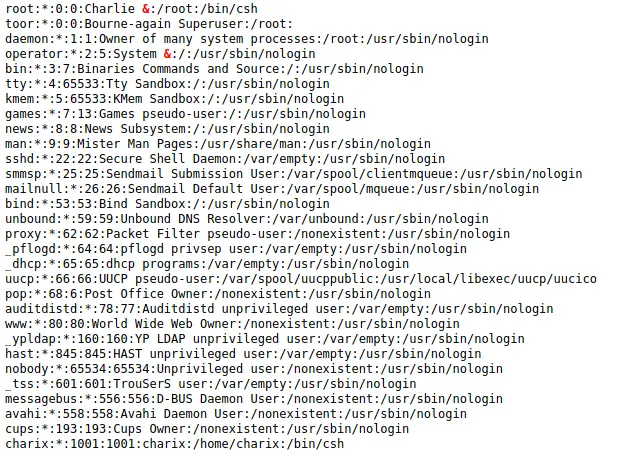 root:*:0:0:Charlie &:/root:/bin/csh
toor:*:0:0:Bourne-again Superuser:/root:
daemon:*:1:1:Owner of many system processes:/root:/usr/sbin/nologin
operator:*:2:5:System &:/:/usr/sbin/nologin
bin:*:3:7:Binaries Commands and Source:/:/usr/sbin/nologin
tty:*:4:65533:Tty Sandbox:/:/usr/sbin/nologin
kmem:*:5:65533:KMem Sandbox:/:/usr/sbin/nologin
games:*:7:13:Games pseudo-user:/:/usr/sbin/nologin
news:*:8:8:News Subsystem:/:/usr/sbin/nologin
man:*:9:9:Mister Man Pages:/usr/share/man:/usr/sbin/nologin
sshd:*:22:22:Secure Shell Daemon:/var/empty:/usr/sbin/nologin
smmsp:*:25:25:Sendmail Submission User:/var/spool/clientmqueue:/usr/sbin/nologin
mailnull:*:26:26:Sendmail Default User:/var/spool/mqueue:/usr/sbin/nologin
bind:*:53:53:Bind Sandbox:/:/usr/sbin/nologin
unbound:*:59:59:Unbound DNS Resolver:/var/unbound:/usr/sbin/nologin
proxy:*:62:62:Packet Filter pseudo-user:/nonexistent:/usr/sbin/nologin
_pflogd:*:64:64:pflogd privsep user:/var/empty:/usr/sbin/nologin
_dhcp:*:65:65:dhcp programs:/var/empty:/usr/sbin/nologin
uucp:*:66:66:UUCP pseudo-user:/var/spool/uucppublic:/usr/local/libexec/uucp/uucico
pop:*:68:6:Post Office Owner:/nonexistent:/usr/sbin/nologin
auditdistd:*:78:77:Auditdistd unprivileged user:/var/empty:/usr/sbin/nologin
www:*:80:80:World Wide Web Owner:/nonexistent:/usr/sbin/nologin
_ypldap:*:160:160:YP LDAP unprivileged user:/var/empty:/usr/sbin/nologin
hast:*:845:845:HAST unprivileged user:/var/empty:/usr/sbin/nologin
nobody:*:65534:65534:Unprivileged user:/nonexistent:/usr/sbin/nologin
_tss:*:601:601:TrouSerS user:/var/empty:/usr/sbin/nologin
messagebus:*:556:556:D-BUS Daemon User:/nonexistent:/usr/sbin/nologin
avahi:*:558:558:Avahi Daemon User:/nonexistent:/usr/sbin/nologin
cups:*:193:193:Cups Owner:/nonexistent:/usr/sbin/nologin
charix:*:1001:1001:charix:/home/charix:/bin/csh